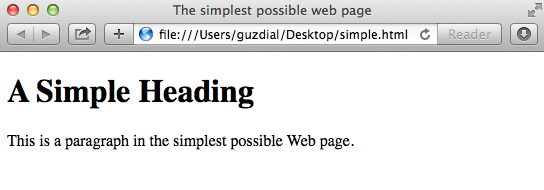 The simplest possible web page
file:///Users/guzdial/Desktop/simple.html Reader
A Simple Heading
This is a paragraph in the simplest possible Web page.